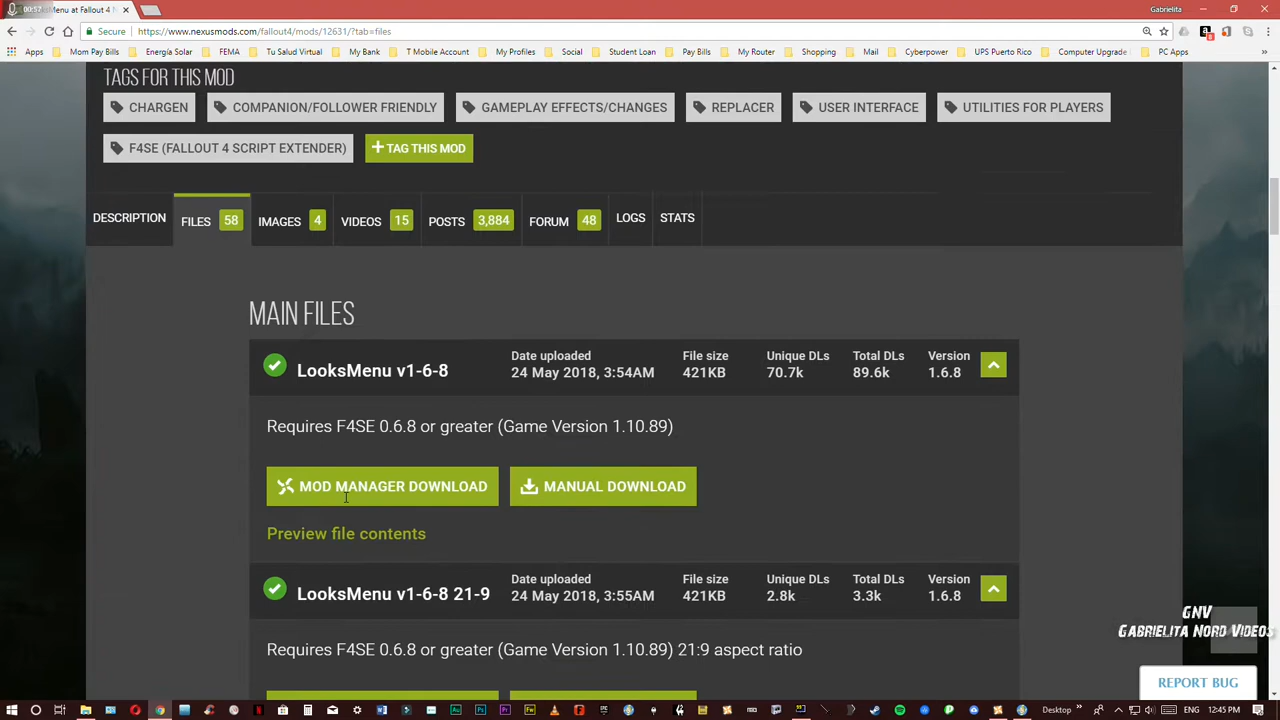 00:57
sMenu at Fallout 4 N
Gabrielita
Secure
https://www.nexusmods.com/fallout4/mods/12631/?tab=files
Apps
Mom Pay Bills
Energía Solar
FEMA
Tu Salud Virtual
My Bank
T Mobile Account
My Profiles
Social
Student Loan
Pay Bills
My Router
Shopping
Mail
Cyberpower
UPS Puerto Rico
Computer Upgrade
PC Apps
TAGS FOR THIS MOD
CHARGEN
COMPANION/FOLLOWER FRIENDLY
GAMEPLAY EFFECTS/CHANGES
REPLACER
USER INTERFACE
UTILITIES FOR PLAYERS
F4SE (FALLOUT 4 SCRIPT EXTENDER)
+ TAG THIS MOD
DESCRIPTION
FILES 58
IMAGES 4
VIDEOS 15
POSTS 3,884
FORUM 48
LOGS
STATS
MAIN FILES
LooksMenu v1-6-8
Date uploaded
24 May 2018, 3:54AM
File size
421KB
Unique DLs
70.7k
Total DLs
89.6k
Version
1.6.8
Requires F4SE 0.6.8 or greater (Game Version 1.10.89)
MOD MANAGER DOWNLOAD
MANUAL DOWNLOAD
Preview file contents
LooksMenu v1-6-8 21-9
Date uploaded
24 May 2018, 3:55AM
File size
421KB
Unique DLs
2.8k
Total DLs
3.3k
Version
1.6.8
Requires F4SE 0.6.8 or greater (Game Version 1.10.89) 21:9 aspect ratio
GNV
GABRIELITA NORD VIDEOS
REPORT BUG
Desktop
ENG
12:45 PM